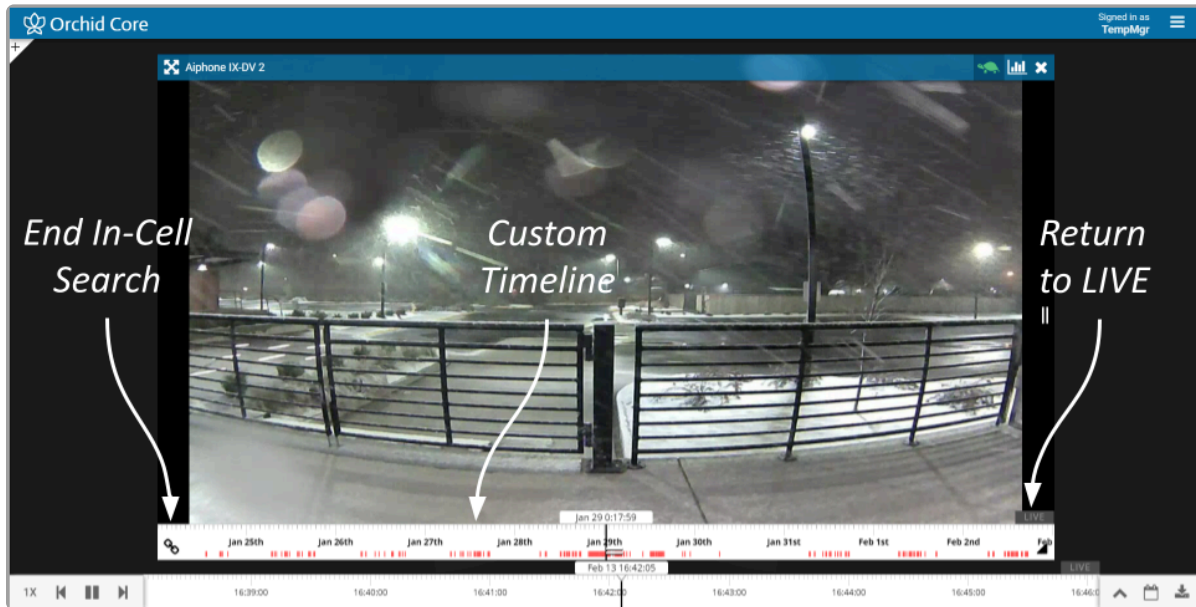 Orchid Core
Signed in as
TempMgr
Aiphone IX-DV 2
End In-Cell
Search
Custom
Timeline
Return
to LIVE
Jan 29 0:17:59
LIVE
Jan 25th Jan 26th Jan 27th Jan 28th Jan 29th Jan 30th Jan 31st Feb 1st Feb 2nd Feb
Feb 13 16:42:05
LIVE
1X 16:39:00 16:40:00 16:41:00 16:42:00 16:43:00 16:44:00 16:45:00 16:46:0